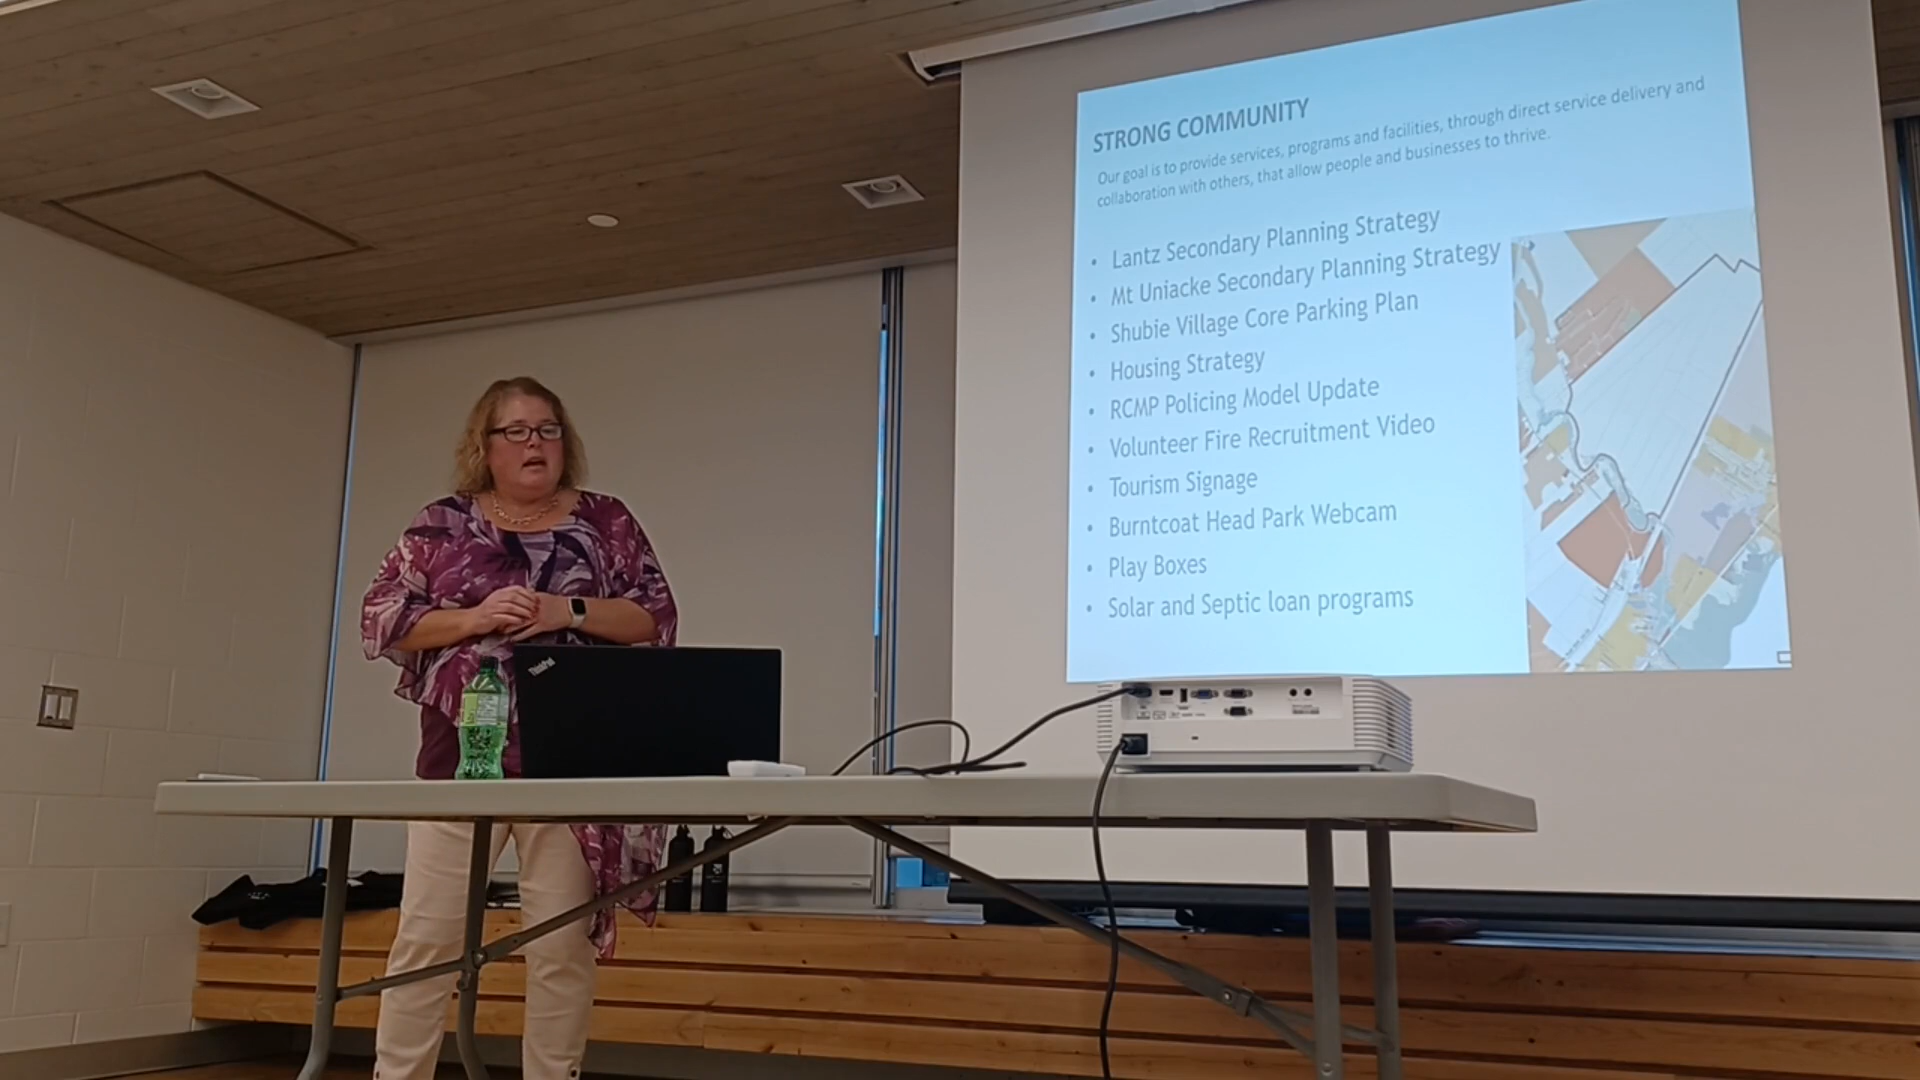 STRONG COMMUNITY
Our goal is to provide services, programs and facilities, through direct service delivery and
collaboration with others, that allow people and businesses to thrive.
• Lantz Secondary Planning Strategy
• Mt Uniacke Secondary Planning Strategy
• Shubie Village Core Parking Plan
• Housing Strategy
• RCMP Policing Model Update
• Volunteer Fire Recruitment Video
• Tourism Signage
• Burntcoat Head Park Webcam
• Play Boxes
• Solar and Septic loan programs
ThinkPad